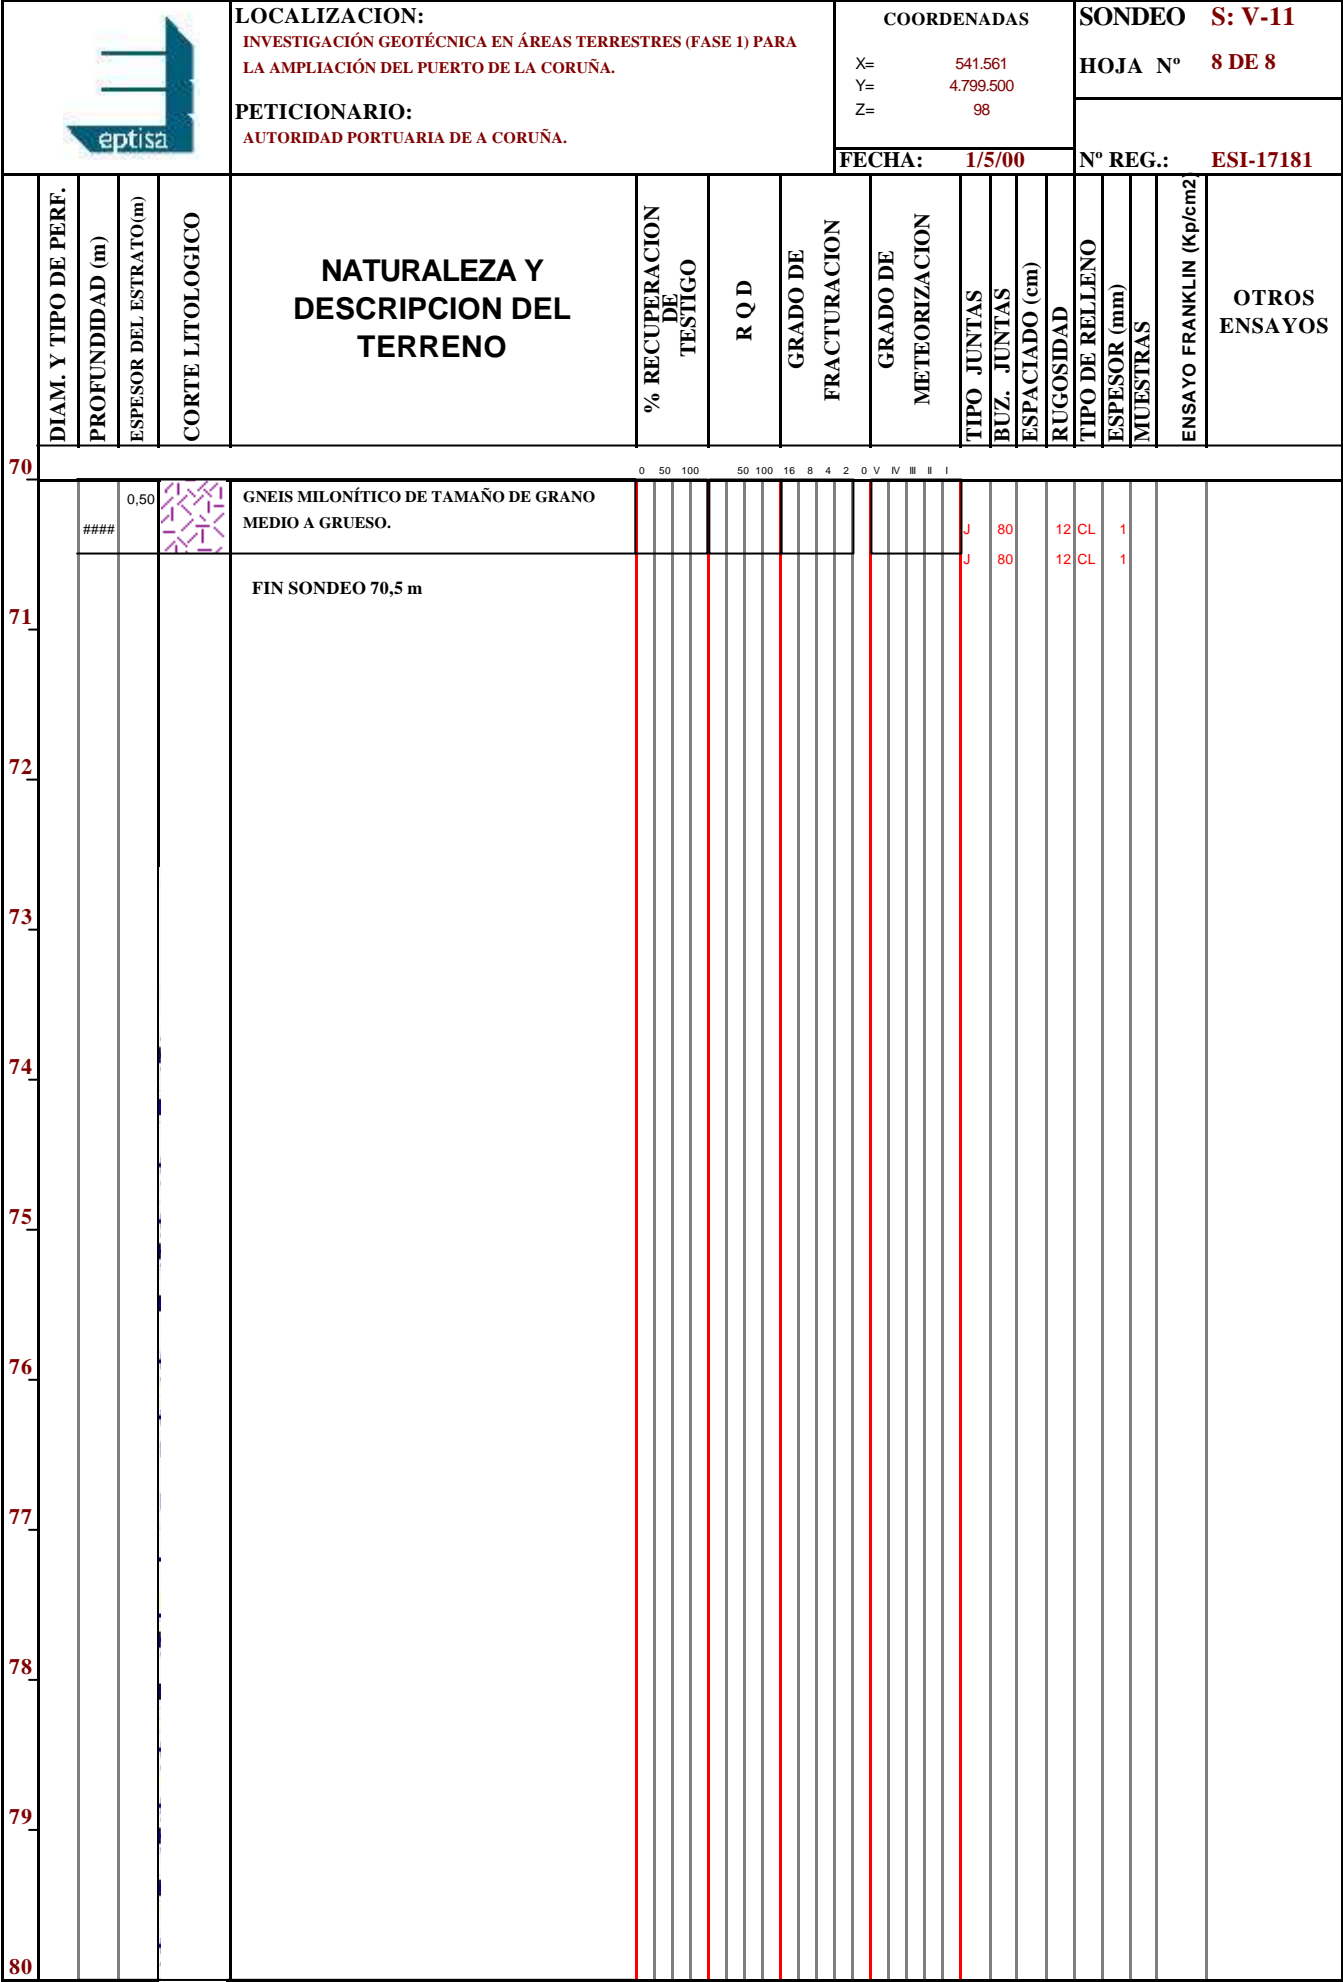 eptisa
LOCALIZACION:
INVESTIGACIÓN GEOTÉCNICA EN ÁREAS TERRESTRES (FASE 1) PARA
LA AMPLIACIÓN DEL PUERTO DE LA CORUÑA.
PETICIONARIO:
AUTORIDAD PORTUARIA DE A CORUÑA.
COORDENADAS
X= 541.561
Y= 4.799.500
Z= 98
FECHA: 1/5/00
SONDEO S: V-11
HOJA Nº 8 DE 8
Nº REG.: ESI-17181
DIAM. Y TIPO DE PERF.
PROFUNDIDAD (m)
ESPESOR DEL ESTRATO(m)
CORTE LITOLOGICO
NATURALEZA Y
DESCRIPCION DEL
TERRENO
% RECUPERACION
DE
TESTIGO
R Q D
GRADO DE
FRACTURACION
GRADO DE
METEORIZACION
TIPO JUNTAS
BUZ. JUNTAS
ESPACIADO (cm)
RUGOSIDAD
TIPO DE RELLENO
ESPESOR (mm)
MUESTRAS
ENSAYO FRANKLIN (Kp/cm2)
OTROS
ENSAYOS
70
0 50 100 50 100 16 8 4 2 0 V IV III II I
0,50
GNEIS MILONÍTICO DE TAMAÑO DE GRANO
MEDIO A GRUESO.
####
J 80 12 CL 1
J 80 12 CL 1
FIN SONDEO 70,5 m
71
72
73
74
75
76
77
78
79
80